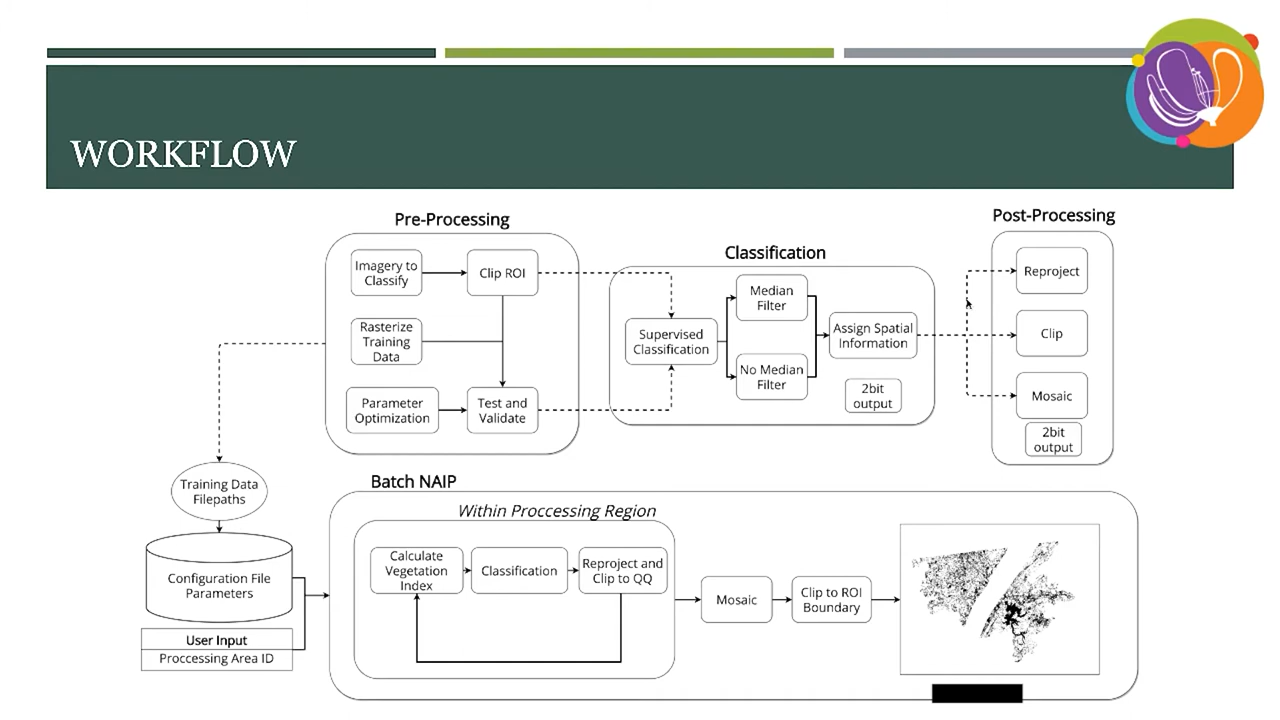 WORKFLOW
Pre-Processing
Imagery to
Classify
Clip ROI
Rasterize
Training
Data
Parameter
Optimization
Test and
Validate
Classification
Supervised
Classification
Median
Filter
No Median
Filter
Assign Spatial
Information
2bit
output
Post-Processing
Reproject
Clip
Mosaic
2bit
output
Training Data
Filepaths
Configuration File
Parameters
User Input
Proccessing Area ID
Batch NAIP
Within Proccessing Region
Calculate
Vegetation
Index
Classification
Reproject and
Clip to QQ
Mosaic
Clip to ROI
Boundary